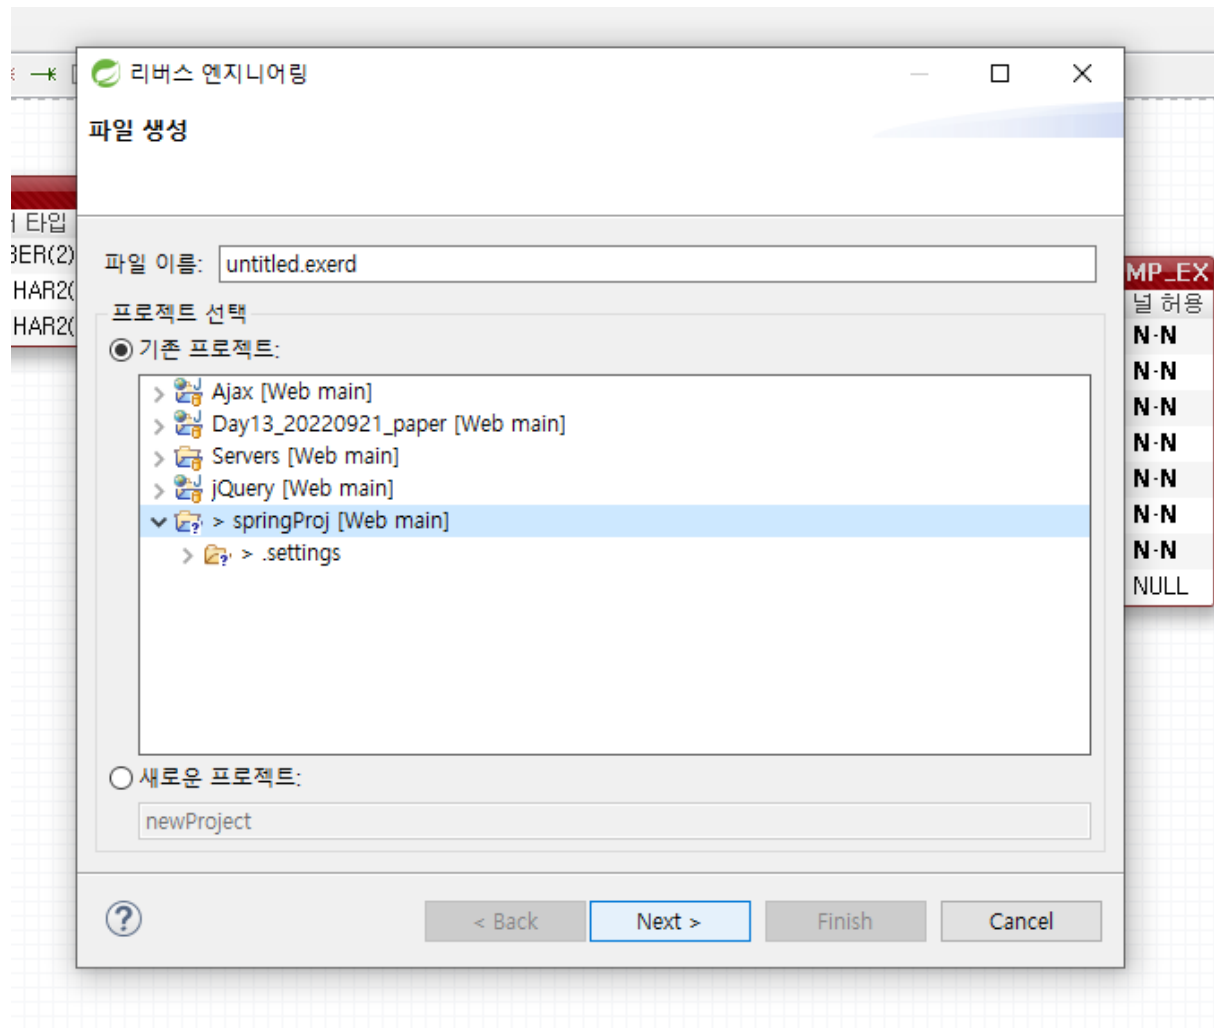 리버스 엔지니어링
파일 생성
타입
BER(2)
HAR2(
HAR2(
파일 이름: untitled.exerd
프로젝트 선택
기존 프로젝트:
Ajax [Web main]
Day13_20220921_paper [Web main]
Servers [Web main]
jQuery [Web main]
> springProj [Web main]
> .settings
새로운 프로젝트:
newProject
< Back
Next >
Finish
Cancel
MP_EX
널 허용
N-N
N-N
N-N
N-N
N-N
N-N
N-N
NULL